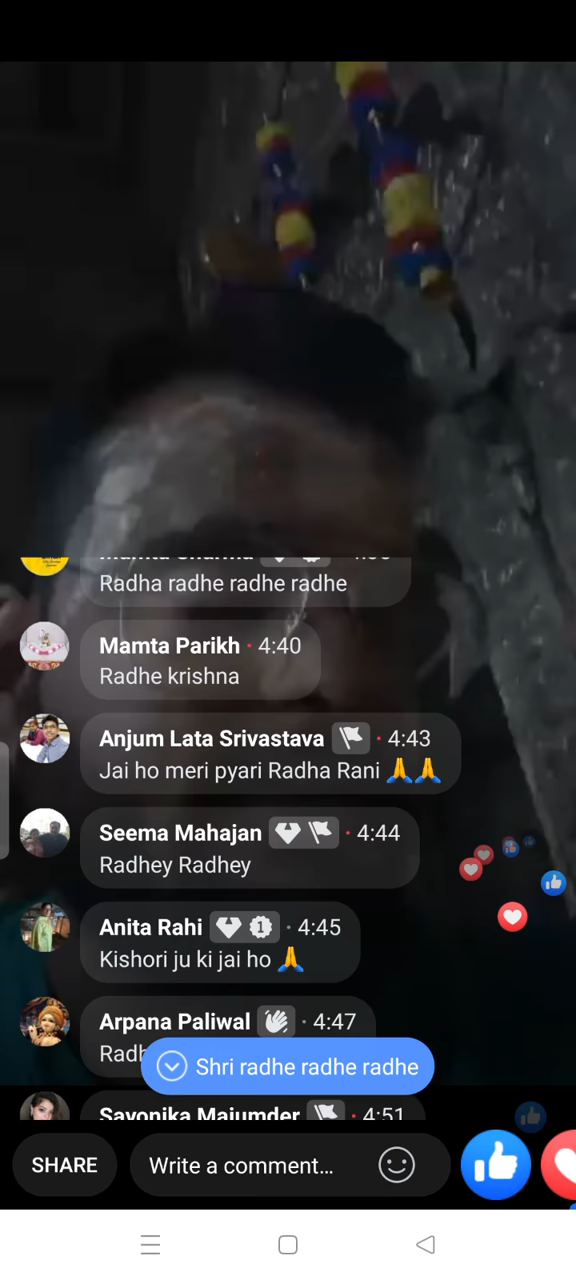 Radha radhe radhe radhe
Mamta Parikh · 4:40
Radhe krishna
Anjum Lata Srivastava · 4:43
Jai ho meri pyari Radha Rani 🙏🙏
Seema Mahajan · 4:44
Radhey Radhey
Anita Rahi 1 · 4:45
Kishori ju ki jai ho 🙏
Arpana Paliwal · 4:47
Shri radhe radhe radhe
Sayonika Majumder · 4:51
SHARE
Write a comment...